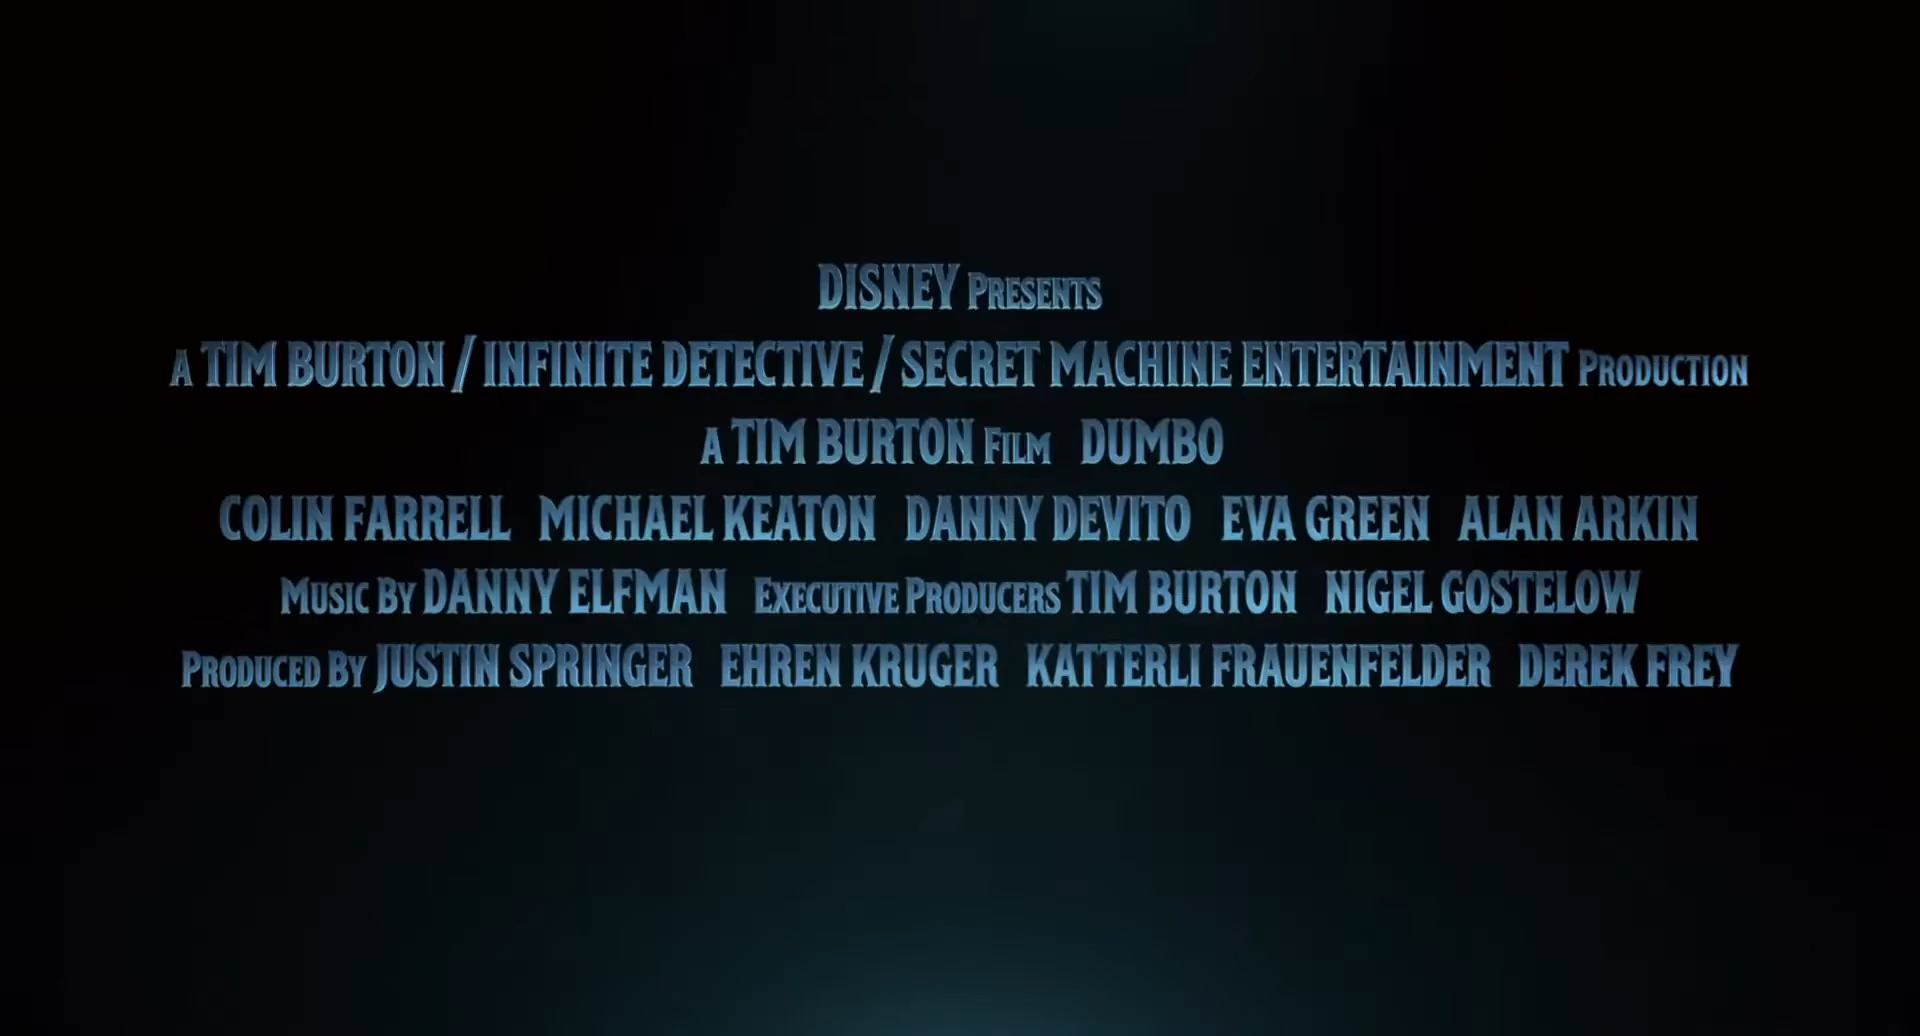 DISNEY PRESENTS
A TIM BURTON / INFINITE DETECTIVE / SECRET MACHINE ENTERTAINMENT PRODUCTION
A TIM BURTON FILM DUMBO
COLIN FARRELL MICHAEL KEATON DANNY DEVITO EVA GREEN ALAN ARKIN
MUSIC BY DANNY ELFMAN EXECUTIVE PRODUCERS TIM BURTON NIGEL GOSTELOW
PRODUCED BY JUSTIN SPRINGER EHREN KRUGER KATTERLI FRAUENFELDER DEREK FREY